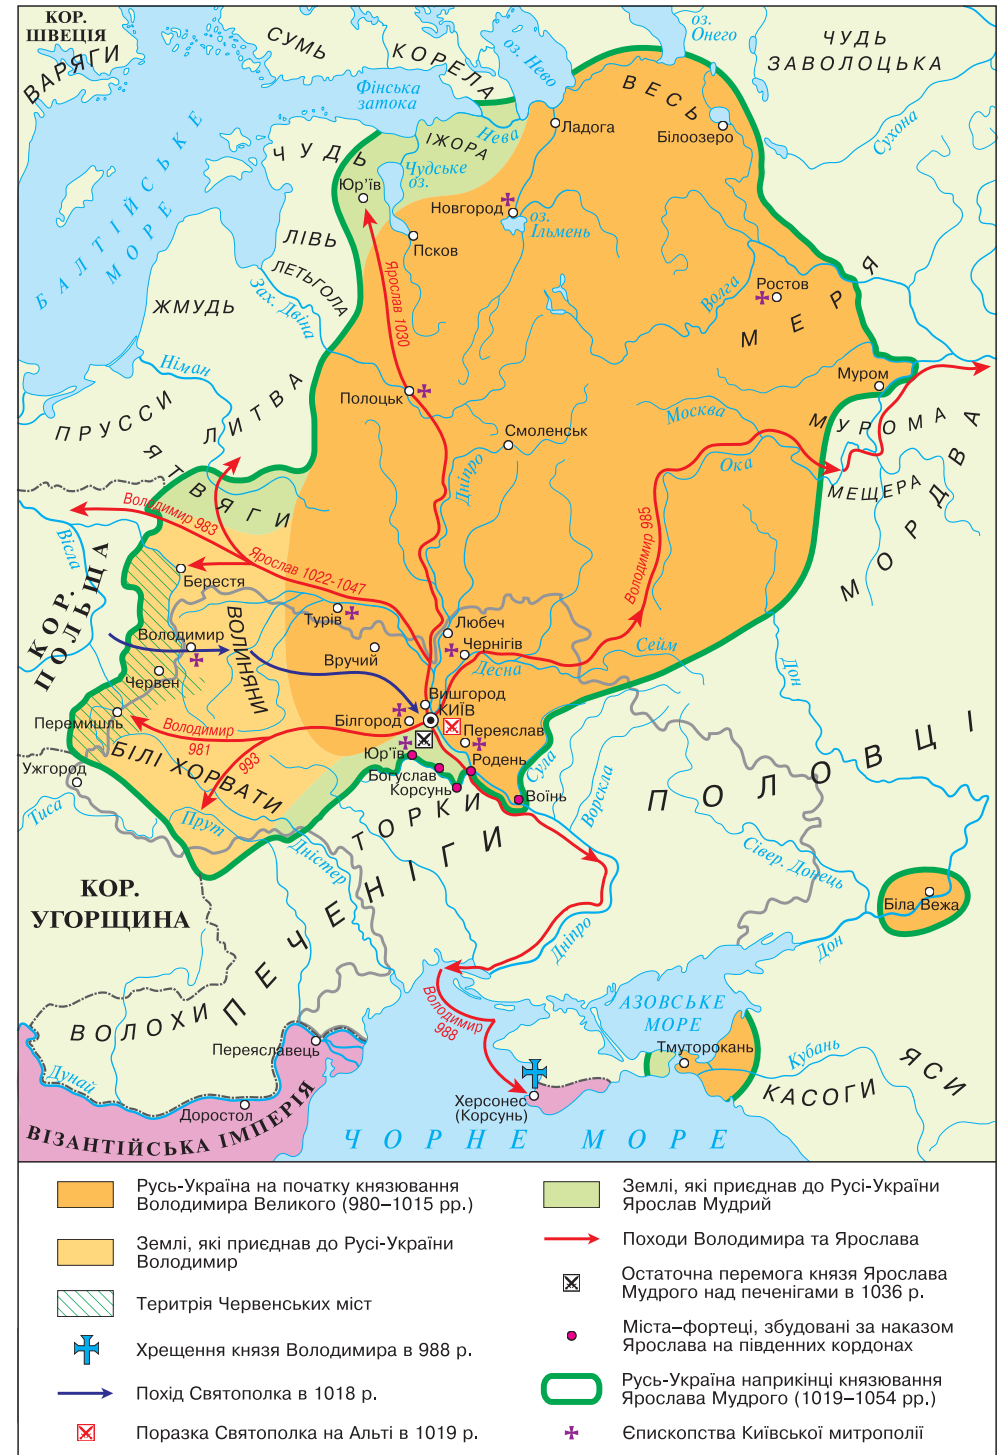 КОР.
ШВЕЦІЯ
ВАРЯГИ
СУМЬ
КОРЕЛА
оз. Нево
оз.
Онего
ЧУДЬ
ЗАВОЛОЦЬКА
Фінська
затока
ВЕСЬ
Ладога
Білоозеро
Сухона
БАЛТІЙСЬКЕ
МОРЕ
ЧУДЬ
ІЖОРА
Нева
Чудське
оз.
Юр’їв
Новгород
оз.
Ільмень
Псков
ЛІВЬ
ЛЕТЬГОЛА
Зах. Двіна
ЖМУДЬ
Ярослав 1030
Волга
Ростов
МЕРЯ
Німан
ПРУССИ
ЛИТВА
ЯТВЯГИ
Полоцьк
Смоленськ
Дніпро
Москва
Ока
Муром
МУРОМА
МЕЩЕРА
МОРДВА
Володимир 983
Вісла
КОР.
ПОЛЬЩА
Берестя
Ярослав 1022-1047
Володимир 985
Володимир
ВОЛИНЯНИ
Турів
Вручий
Любеч
Чернігів
Десна
Сейм
Дон
Червен
Перемишль
Володимир
981
993
Білгород
Вишгород
КИЇВ
Переяслав
Юр’їв
Родень
Богуслав
Корсунь
Воїнь
Сула
Ворскла
ПОЛОВЦІ
БІЛІ ХОРВАТИ
Ужгород
Тиса
Прут
Дністер
ТОРКИ
ПЕЧЕНІГИ
Сівер. Донець
Біла Вежа
Дон
КОР.
УГОРЩИНА
Дніпро
ВОЛОХИ
Володимир
988
АЗОВСЬКЕ
МОРЕ
Тмуторокань
Кубань
ЯСИ
КАСОГИ
Переяславець
Дунай
Доростол
ВІЗАНТІЙСЬКА ІМПЕРІЯ
Херсонес
(Корсунь)
ЧОРНЕ МОРЕ
Русь-Україна на початку князювання
Володимира Великого (980–1015 рр.)
Землі, які приєднав до Русі-України
Володимир
Територія Червенських міст
Хрещення князя Володимира в 988 р.
Похід Святополка в 1018 р.
Поразка Святополка на Альті в 1019 р.
Землі, які приєднав до Русі-України
Ярослав Мудрий
Походи Володимира та Ярослава
Остаточна перемога князя Ярослава
Мудрого над печенігами в 1036 р.
Міста–фортеці, збудовані за наказом
Ярослава на південних кордонах
Русь-Україна наприкінці князювання
Ярослава Мудрого (1019–1054 рр.)
Єпископства Київської митрополії